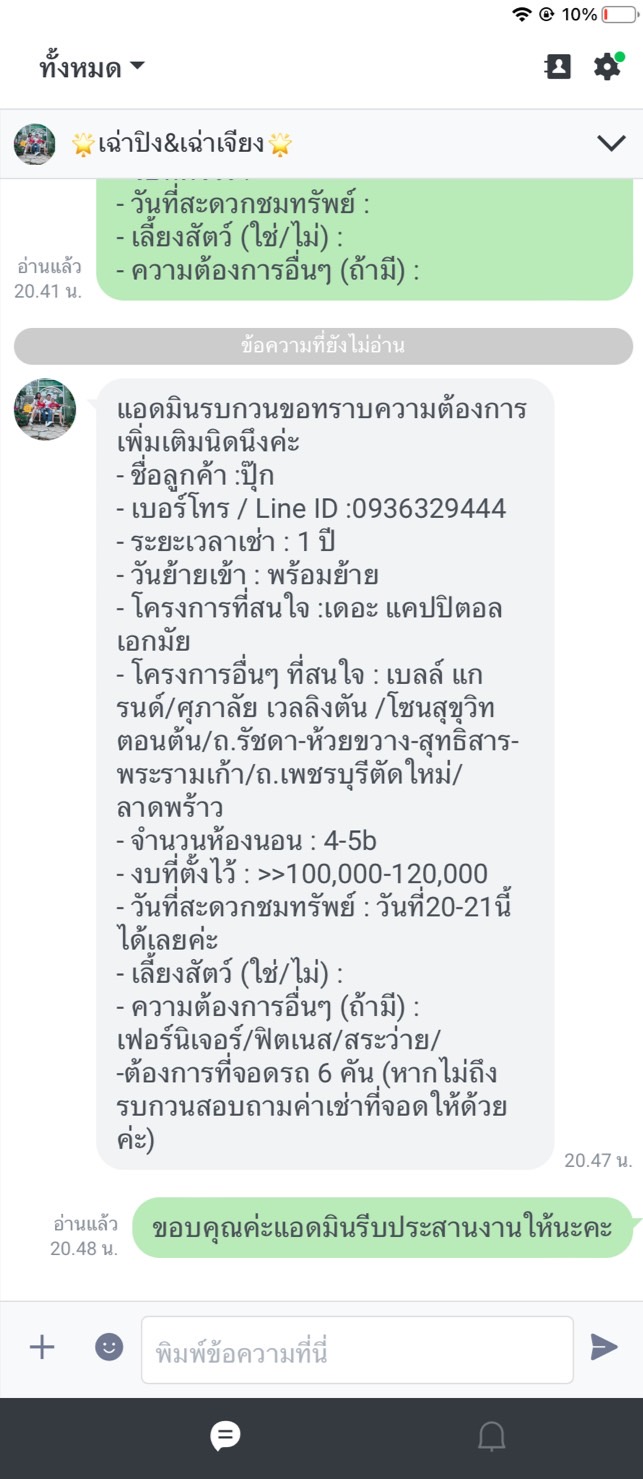 10%
ทั้งหมด
🌟เฉ่าปิง&เฉ่าเจียง🌟
- วันที่สะดวกชมทรัพย์ :
- เลี้ยงสัตว์ (ใช่/ไม่) :
- ความต้องการอื่นๆ (ถ้ามี) :
อ่านแล้ว
20.41 น.
ข้อความที่ยังไม่อ่าน
แอดมินรบกวนขอทราบความต้องการ
เพิ่มเติมนิดนึงค่ะ
- ชื่อลูกค้า :ปุ๊ก
- เบอร์โทร / Line ID :0936329444
- ระยะเวลาเช่า : 1 ปี
- วันย้ายเข้า : พร้อมย้าย
- โครงการที่สนใจ :เดอะ แคปปิตอล
เอกมัย
- โครงการอื่นๆ ที่สนใจ : เบลล์ แก
รนด์/ศุภาลัย เวลลิงตัน /โซนสุขุวิท
ตอนต้น/ถ.รัชดา-ห้วยขวาง-สุทธิสาร-
พระรามเก้า/ถ.เพชรบุรีตัดใหม่/
ลาดพร้าว
- จำนวนห้องนอน : 4-5b
- งบที่ตั้งไว้ : >>100,000-120,000
- วันที่สะดวกชมทรัพย์ : วันที่20-21นี้
ได้เลยค่ะ
- เลี้ยงสัตว์ (ใช่/ไม่) :
- ความต้องการอื่นๆ (ถ้ามี) :
เฟอร์นิเจอร์/ฟิตเนส/สระว่าย/
-ต้องการที่จอดรถ 6 คัน (หากไม่ถึง
รบกวนสอบถามค่าเช่าที่จอดให้ด้วย
ค่ะ)
20.47 น.
ขอบคุณค่ะแอดมินรีบประสานงานให้นะคะ
อ่านแล้ว
20.48 น.
พิมพ์ข้อความที่นี่